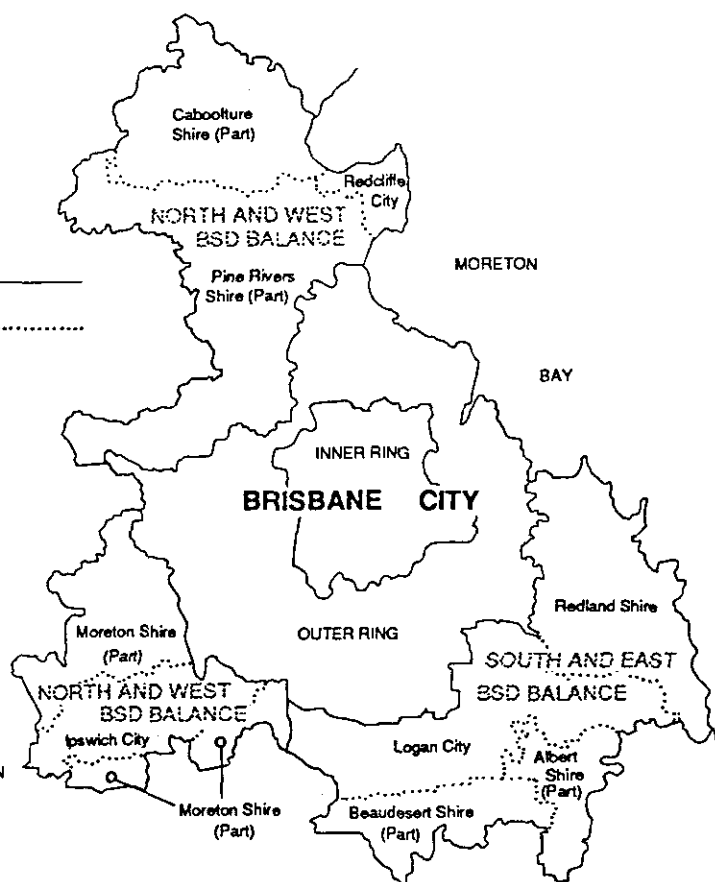 Caboolture
Shire (Part)
Redcliffe
City
NORTH AND WEST
BSD BALANCE
Pine Rivers
Shire (Part)
MORETON
BAY
INNER RING
BRISBANE CITY
OUTER RING
Redland Shire
Moreton Shire
(Part)
SOUTH AND EAST
BSD BALANCE
NORTH AND WEST
BSD BALANCE
Ipswich City
Logan City
Albert
Shire
(Part)
N
Moreton Shire
(Part)
Beaudesert Shire
(Part)